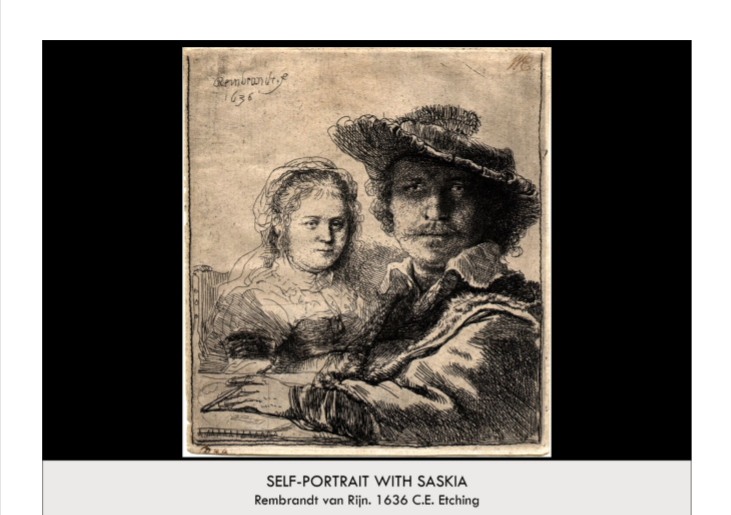 Rembrandt.f
1636
SELF-PORTRAIT WITH SASKIA
Rembrandt van Rijn. 1636 C.E. Etching